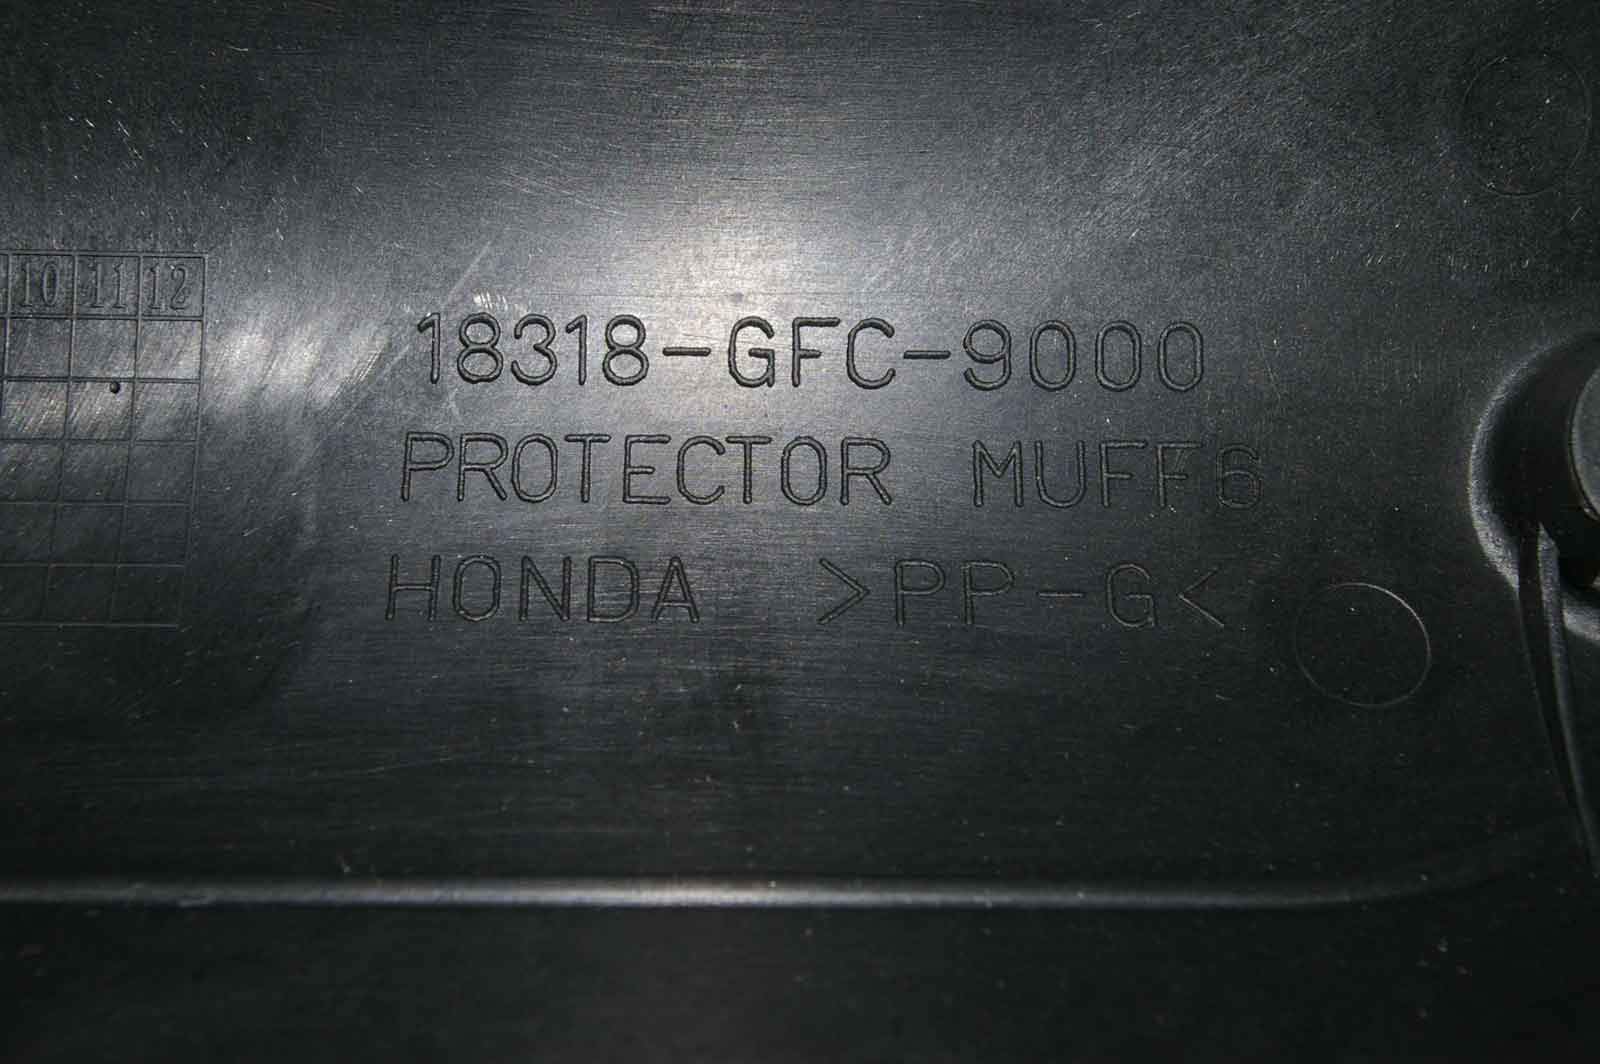 10 11 12
18318-GFC-9000
PROTECTOR MUFF6
HONDA >PP-G<